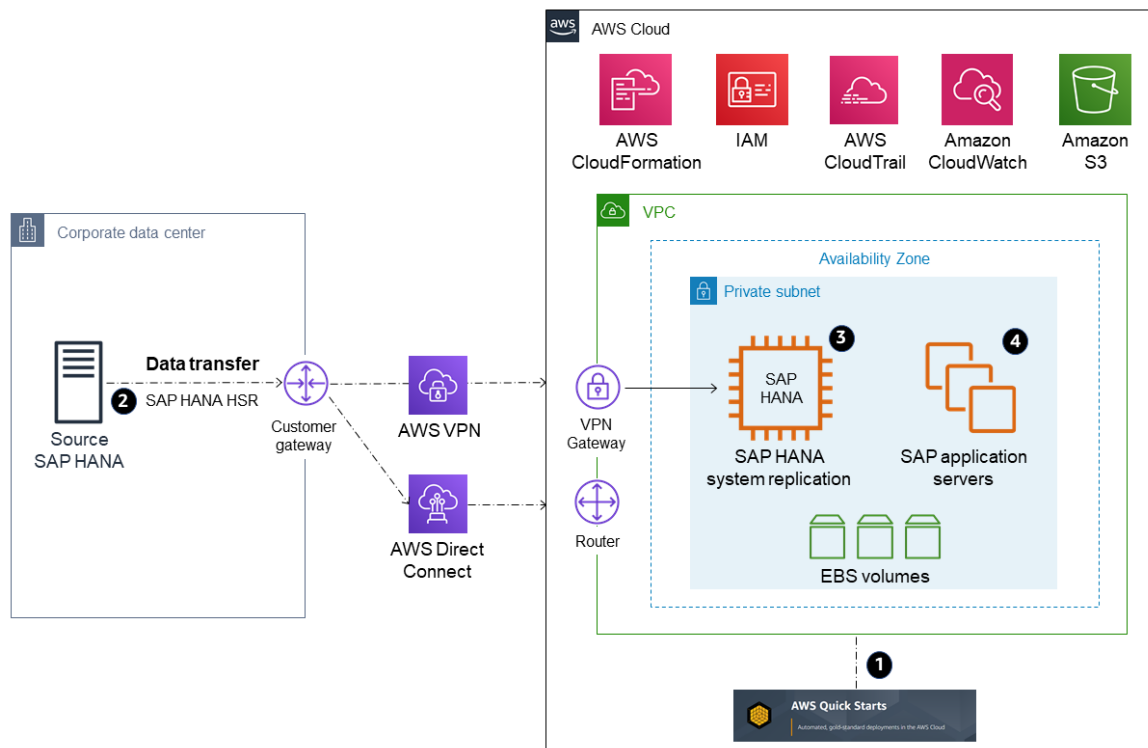 aws
AWS Cloud
AWS
CloudFormation
IAM
AWS
CloudTrail
Amazon
CloudWatch
Amazon
S3
VPC
Corporate data center
Availability Zone
Private subnet
3
4
Data transfer
2
SAP HANA HSR
Source
SAP HANA
Customer
gateway
AWS VPN
AWS Direct
Connect
VPN
Gateway
Router
SAP
HANA
SAP HANA
system replication
SAP application
servers
EBS volumes
1
AWS Quick Starts
Automated, gold-standard deployments in the AWS Cloud